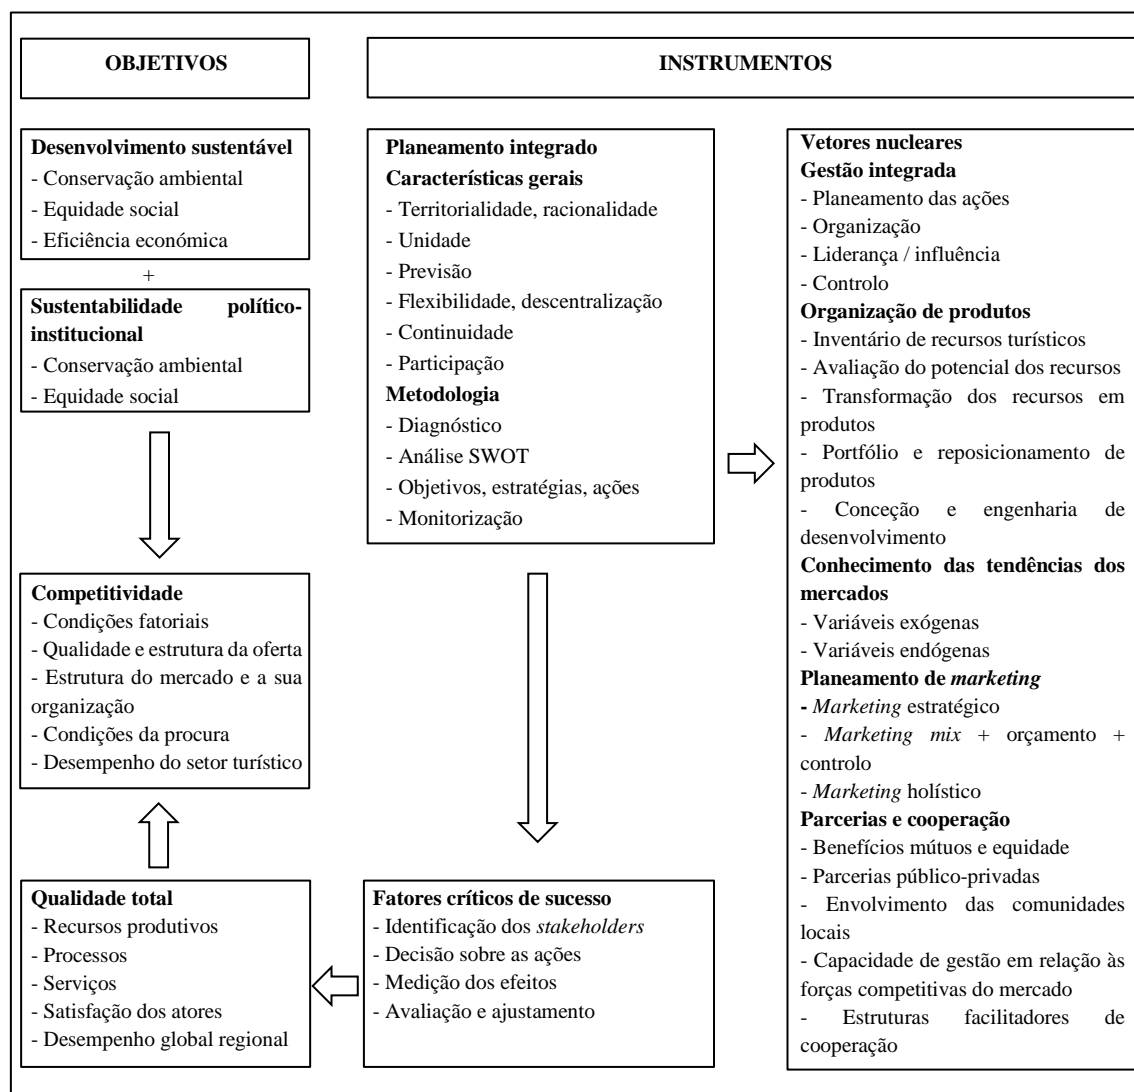 OBJETIVOS
INSTRUMENTOS
Desenvolvimento sustentável
- Conservação ambiental
- Equidade social
- Eficiência económica
+
Sustentabilidade político-
institucional
- Conservação ambiental
- Equidade social
Competitividade
- Condições fatoriais
- Qualidade e estrutura da oferta
- Estrutura do mercado e a sua
organização
- Condições da procura
- Desempenho do setor turístico
Qualidade total
- Recursos produtivos
- Processos
- Serviços
- Satisfação dos atores
- Desempenho global regional
Planeamento integrado
Características gerais
- Territorialidade, racionalidade
- Unidade
- Previsão
- Flexibilidade, descentralização
- Continuidade
- Participação
Metodologia
- Diagnóstico
- Análise SWOT
- Objetivos, estratégias, ações
- Monitorização
Fatores críticos de sucesso
- Identificação dos stakeholders
- Decisão sobre as ações
- Medição dos efeitos
- Avaliação e ajustamento
Vetores nucleares
Gestão integrada
- Planeamento das ações
- Organização
- Liderança / influência
- Controlo
Organização de produtos
- Inventário de recursos turísticos
- Avaliação do potencial dos recursos
- Transformação dos recursos em
produtos
- Portfólio e reposicionamento de
produtos
- Conceção e engenharia de
desenvolvimento
Conhecimento das tendências dos
mercados
- Variáveis exógenas
- Variáveis endógenas
Planeamento de marketing
- Marketing estratégico
- Marketing mix + orçamento +
controlo
- Marketing holístico
Parcerias e cooperação
- Benefícios mútuos e equidade
- Parcerias público-privadas
- Envolvimento das comunidades
locais
- Capacidade de gestão em relação às
forças competitivas do mercado
- Estruturas facilitadores de
cooperação